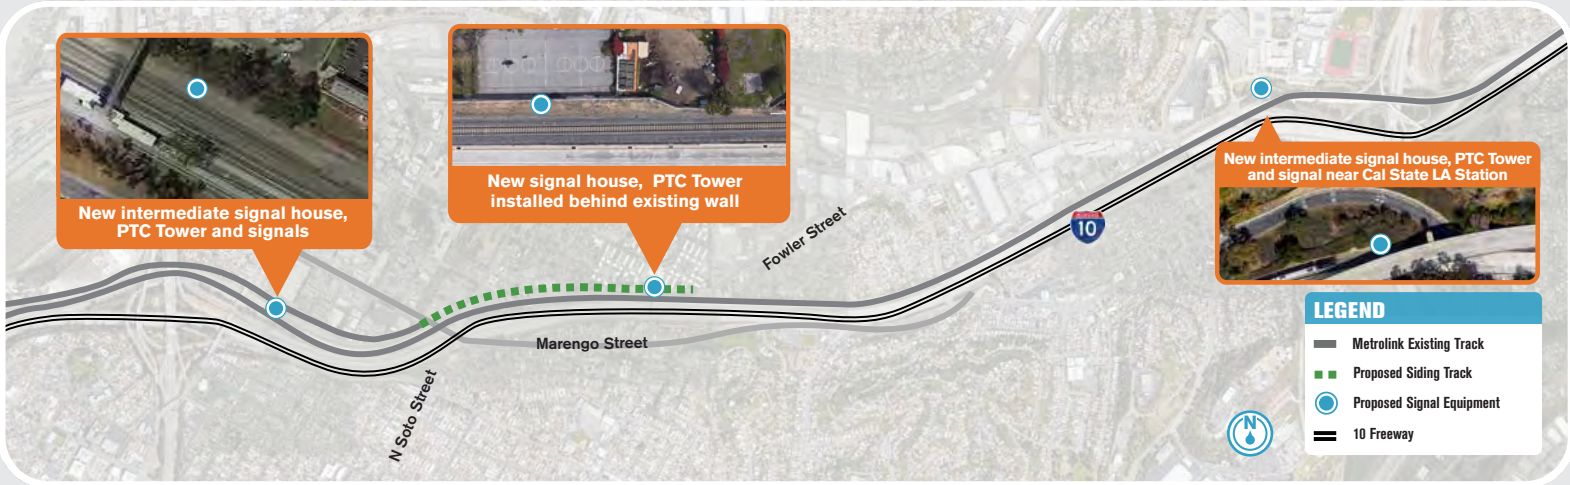 New intermediate signal house,
PTC Tower and signals
New signal house, PTC Tower
installed behind existing wall
New intermediate signal house, PTC Tower
and signal near Cal State LA Station
Fowler Street
10
Marengo Street
N Soto Street
N
LEGEND
Metrolink Existing Track
Proposed Siding Track
Proposed Signal Equipment
10 Freeway